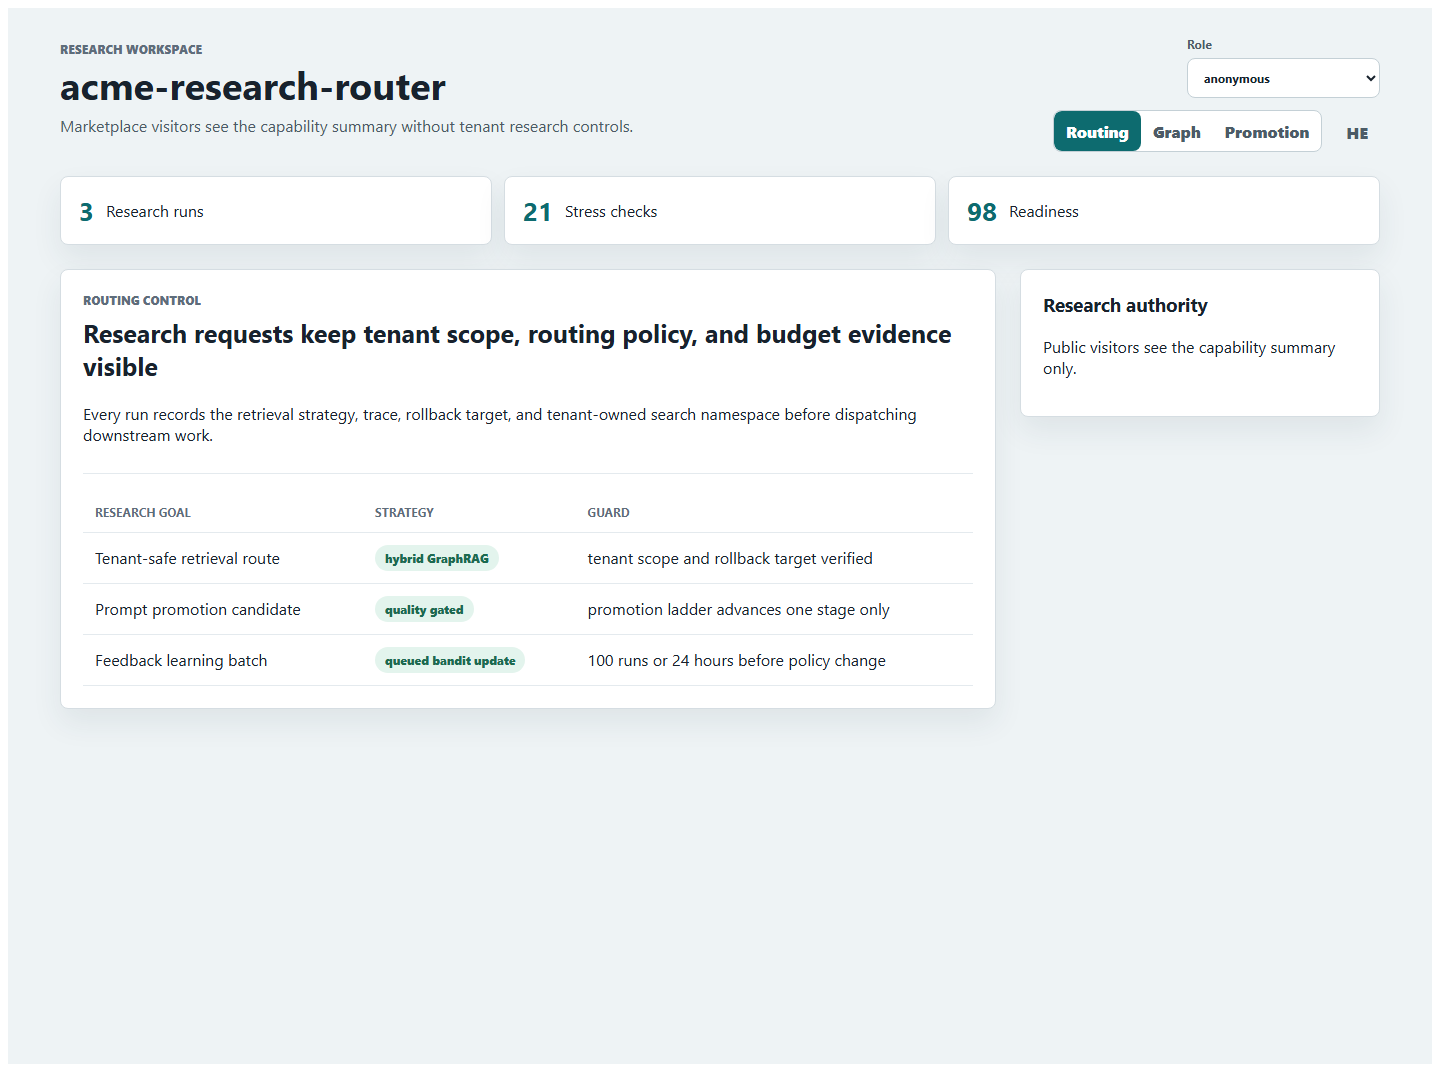 RESEARCH WORKSPACE
acme-research-router
Marketplace visitors see the capability summary without tenant research controls.
Role
anonymous
Routing Graph Promotion HE
3 Research runs
21 Stress checks
98 Readiness
ROUTING CONTROL
Research requests keep tenant scope, routing policy, and budget evidence
visible
Every run records the retrieval strategy, trace, rollback target, and tenant-owned search namespace before dispatching
downstream work.
RESEARCH GOAL STRATEGY GUARD
Tenant-safe retrieval route hybrid GraphRAG tenant scope and rollback target verified
Prompt promotion candidate quality gated promotion ladder advances one stage only
Feedback learning batch queued bandit update 100 runs or 24 hours before policy change
Research authority
Public visitors see the capability summary
only.